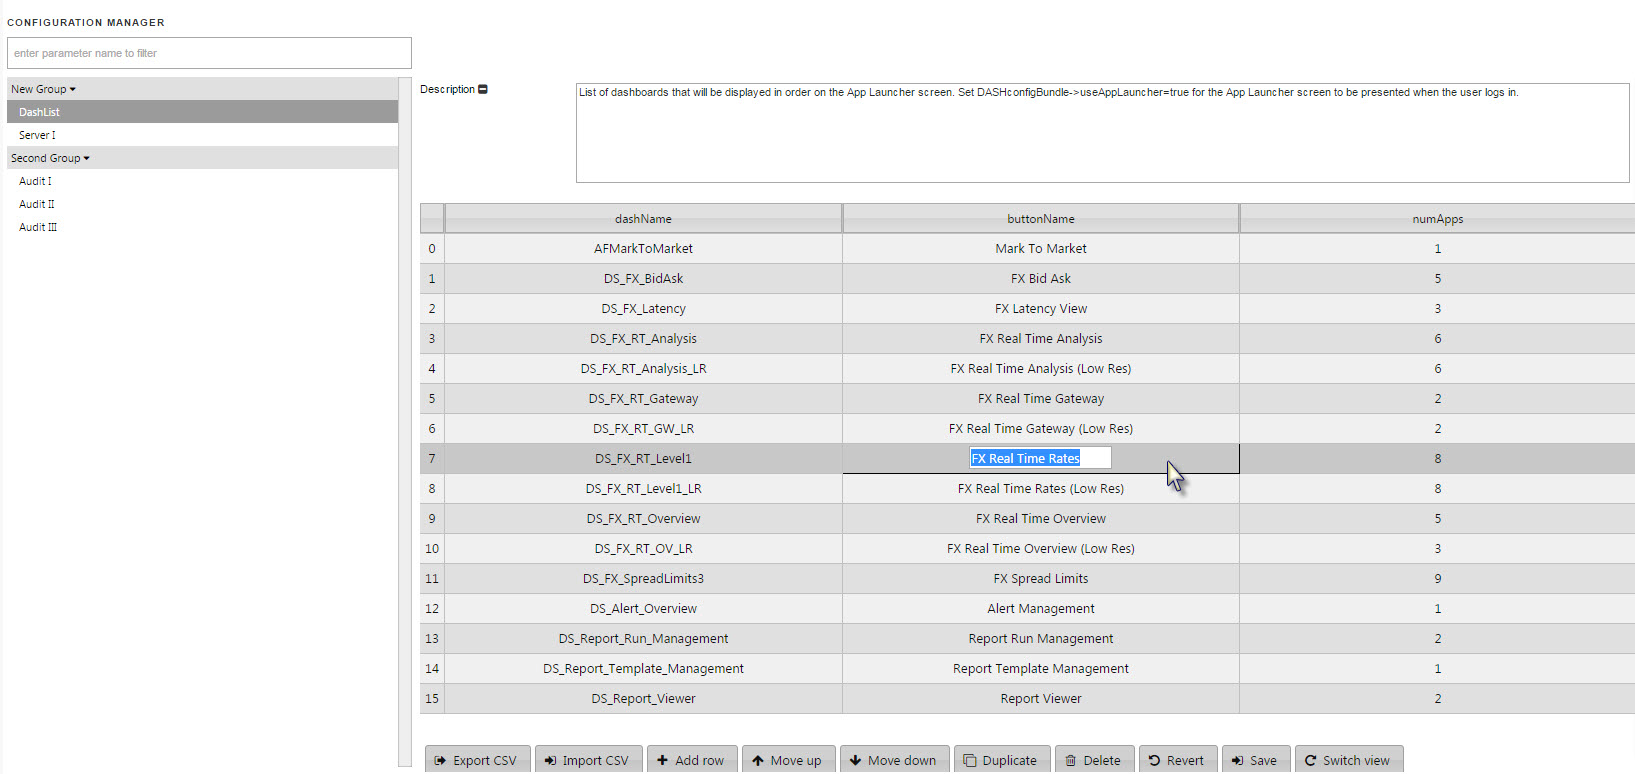 CONFIGURATION MANAGER
enter parameter name to filter
New Group
DashList
Server I
Second Group
Audit I
Audit II
Audit III
Description
List of dashboards that will be displayed in order on the App Launcher screen. Set DASHconfigBundle->useAppLauncher=true for the App Launcher screen to be presented when the user logs in.
dashName buttonName numApps
0 AFMarkToMarket Mark To Market 1
1 DS_FX_BidAsk FX Bid Ask 5
2 DS_FX_Latency FX Latency View 3
3 DS_FX_RT_Analysis FX Real Time Analysis 6
4 DS_FX_RT_Analysis_LR FX Real Time Analysis (Low Res) 6
5 DS_FX_RT_Gateway FX Real Time Gateway 2
6 DS_FX_RT_GW_LR FX Real Time Gateway (Low Res) 2
7 DS_FX_RT_Level1 FX Real Time Rates 8
8 DS_FX_RT_Level1_LR FX Real Time Rates (Low Res) 8
9 DS_FX_RT_Overview FX Real Time Overview 5
10 DS_FX_RT_OV_LR FX Real Time Overview (Low Res) 3
11 DS_FX_SpreadLimits3 FX Spread Limits 9
12 DS_Alert_Overview Alert Management 1
13 DS_Report_Run_Management Report Run Management 2
14 DS_Report_Template_Management Report Template Management 1
15 DS_Report_Viewer Report Viewer 2
Export CSV Import CSV Add row Move up Move down Duplicate Delete Revert Save Switch view